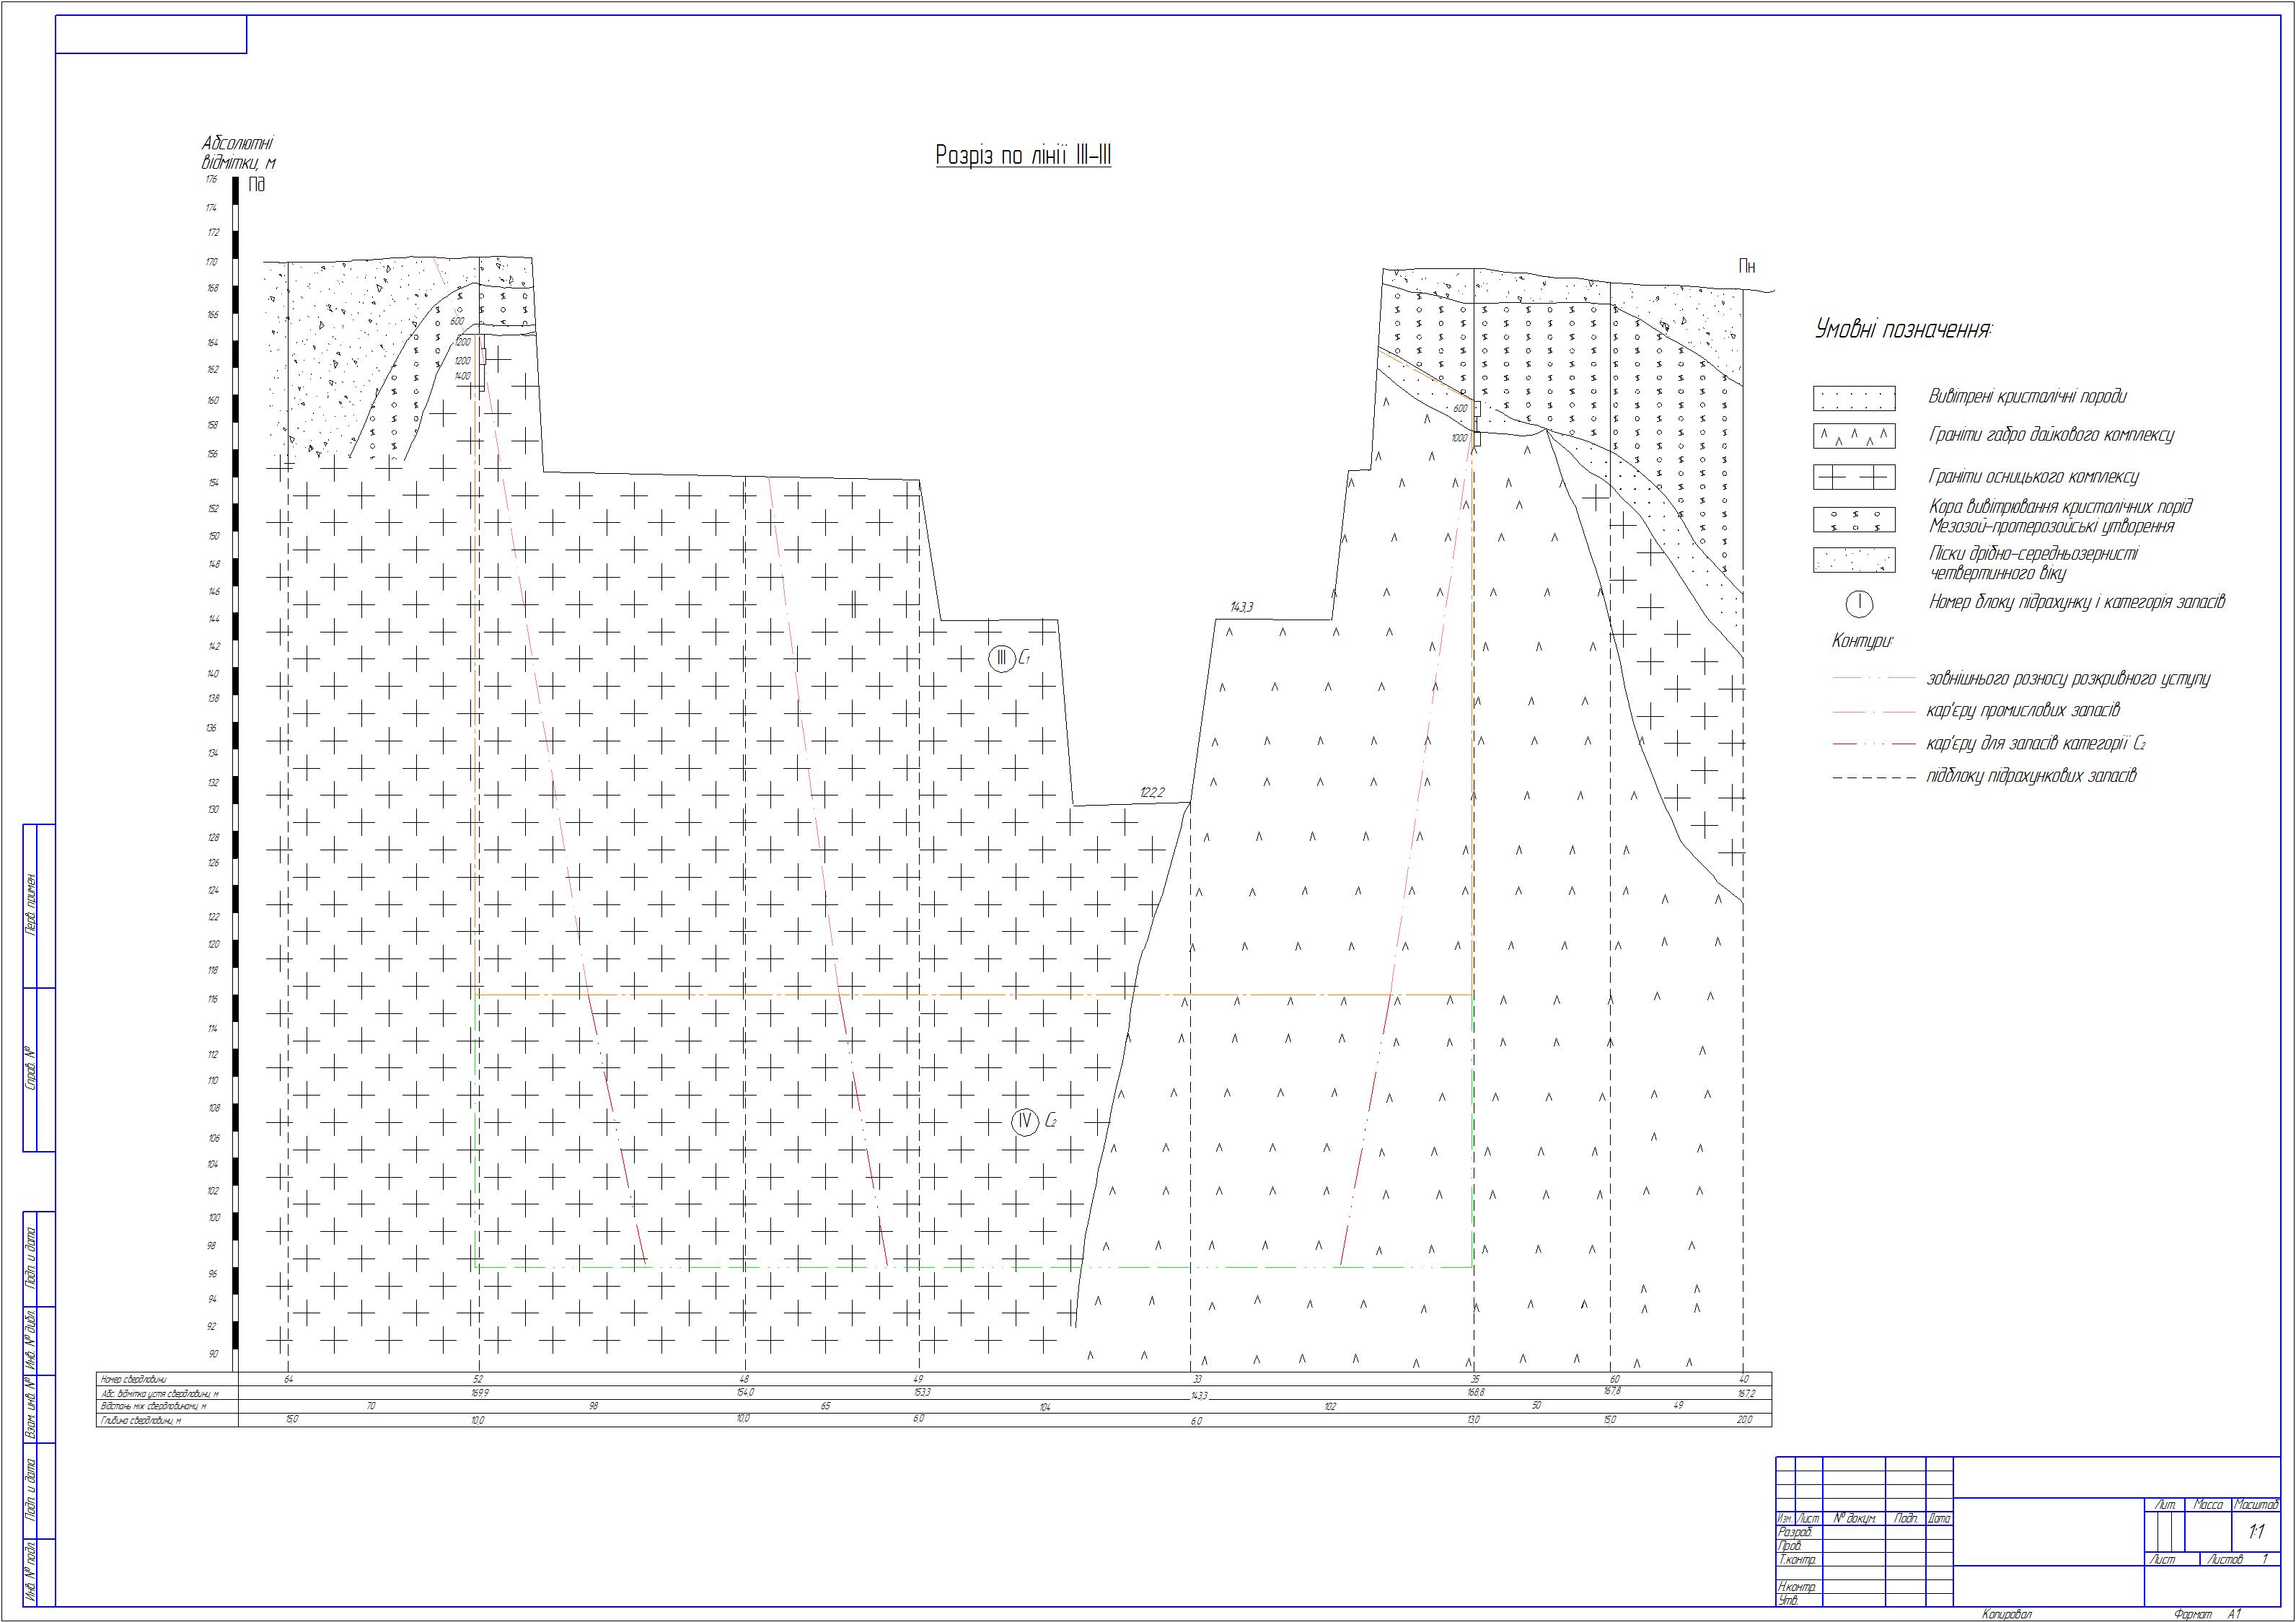 Розріз по лінії III–III
Абсолютні
відмітки, м
Пд
Пн
176
174
172
170
168
166
164
162
160
158
156
154
152
150
148
146
144
142
140
138
136
134
132
130
128
126
124
122
120
118
116
114
112
110
108
106
104
102
100
98
96
94
92
90
600
1200
1200
1400
600
1000
II
143,3
III С₁
122,2
IV С₂
Умовні позначення:
Вивітрені кристалічні породи
Граніти габро дайкового комплексу
Граніти осницького комплексу
Кора вивітрювання кристалічних порід
Мезозой-протерозойські утворення
Піски дрібно-середньозернисті
четвертинного віку
I Номер блоку підрахунку і категорія запасів
Контури:
зовнішнього розносу розкривного уступу
кар'єру промислових запасів
кар'єру для запасів категорії С₂
підблоку підрахункових запасів
Номер свердловини 64 52 48 49 33 35 60 40
Абс. відмітка устя свердловини, м 169,9 154,0 153,3 143,3 168,8 167,8 167,2
Відстань між свердловинами, м 70 98 65 104 102 50 49
Глибина свердловини, м 15,0 10,0 10,0 6,0 6,0 13,0 15,0 20,0
Перв. примен.
Справ. №
Подп. и дата
Инв. № дубл.
Взам. инв. №
Подп. и дата
Инв. № подл.
Лит. Масса Масштаб
Изм. Лист № докум. Подп. Дата
Разраб. 1:1
Пров.
Т.контр. Лист Листов 1
Н.контр.
Утв.
Копировал Формат А1